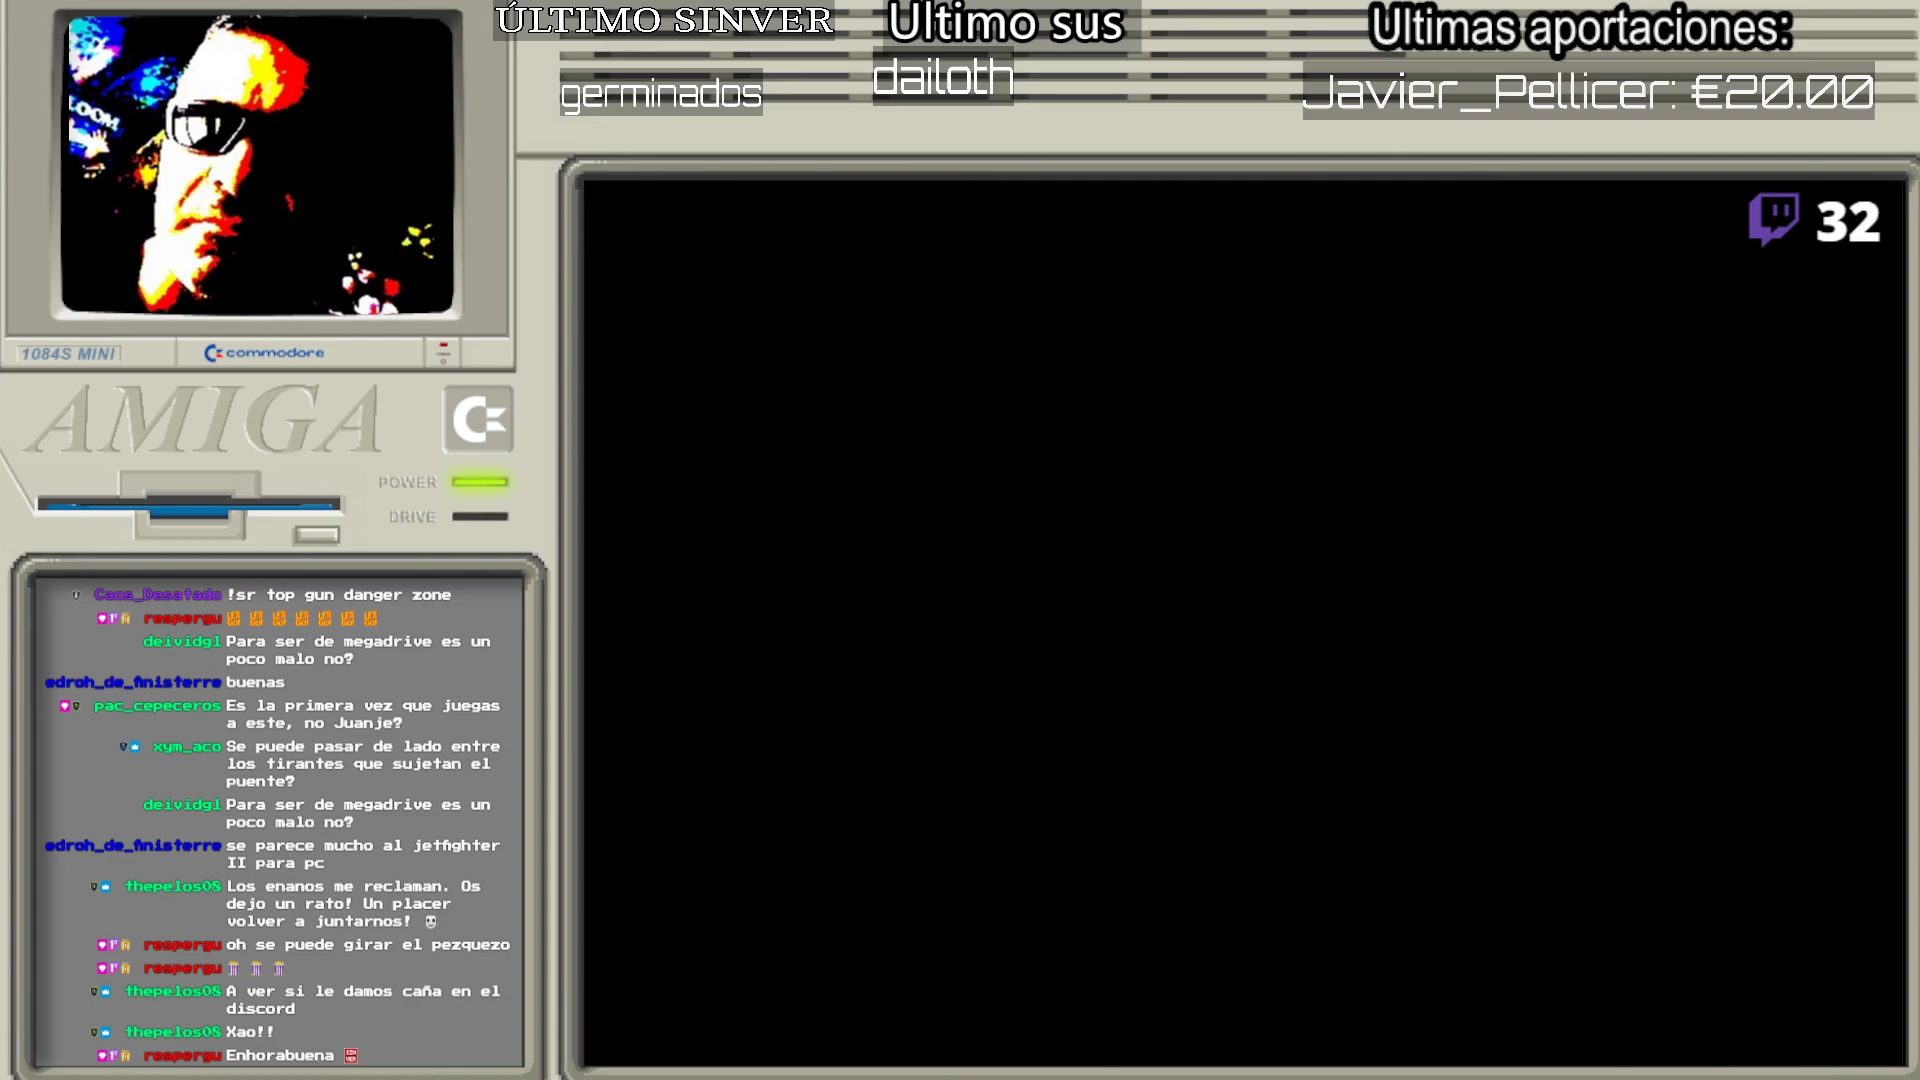 ÚLTIMO SINVER
Ultimo sus
Ultimas aportaciones:
germinados
dailoth
Javier_Pellicer: €20.00
32
LOOM
1084S MINI
commodore
AMIGA
POWER
DRIVE
Caos_Desatado !sr top gun danger zone
respergu
deividgl Para ser de megadrive es un
poco malo no?
edroh_de_finisterre buenas
pac_cepeceros Es la primera vez que juegas
a este, no Juanje?
xym_aco Se puede pasar de lado entre
los tirantes que sujetan el
puente?
deividgl Para ser de megadrive es un
poco malo no?
edroh_de_finisterre se parece mucho al jetfighter
II para pc
thepelos08 Los enanos me reclaman. Os
dejo un rato! Un placer
volver a juntarnos!
respergu oh se puede girar el pezquezo
respergu
thepelos08 A ver si le damos caña en el
discord
thepelos08 Xao!!
respergu Enhorabuena